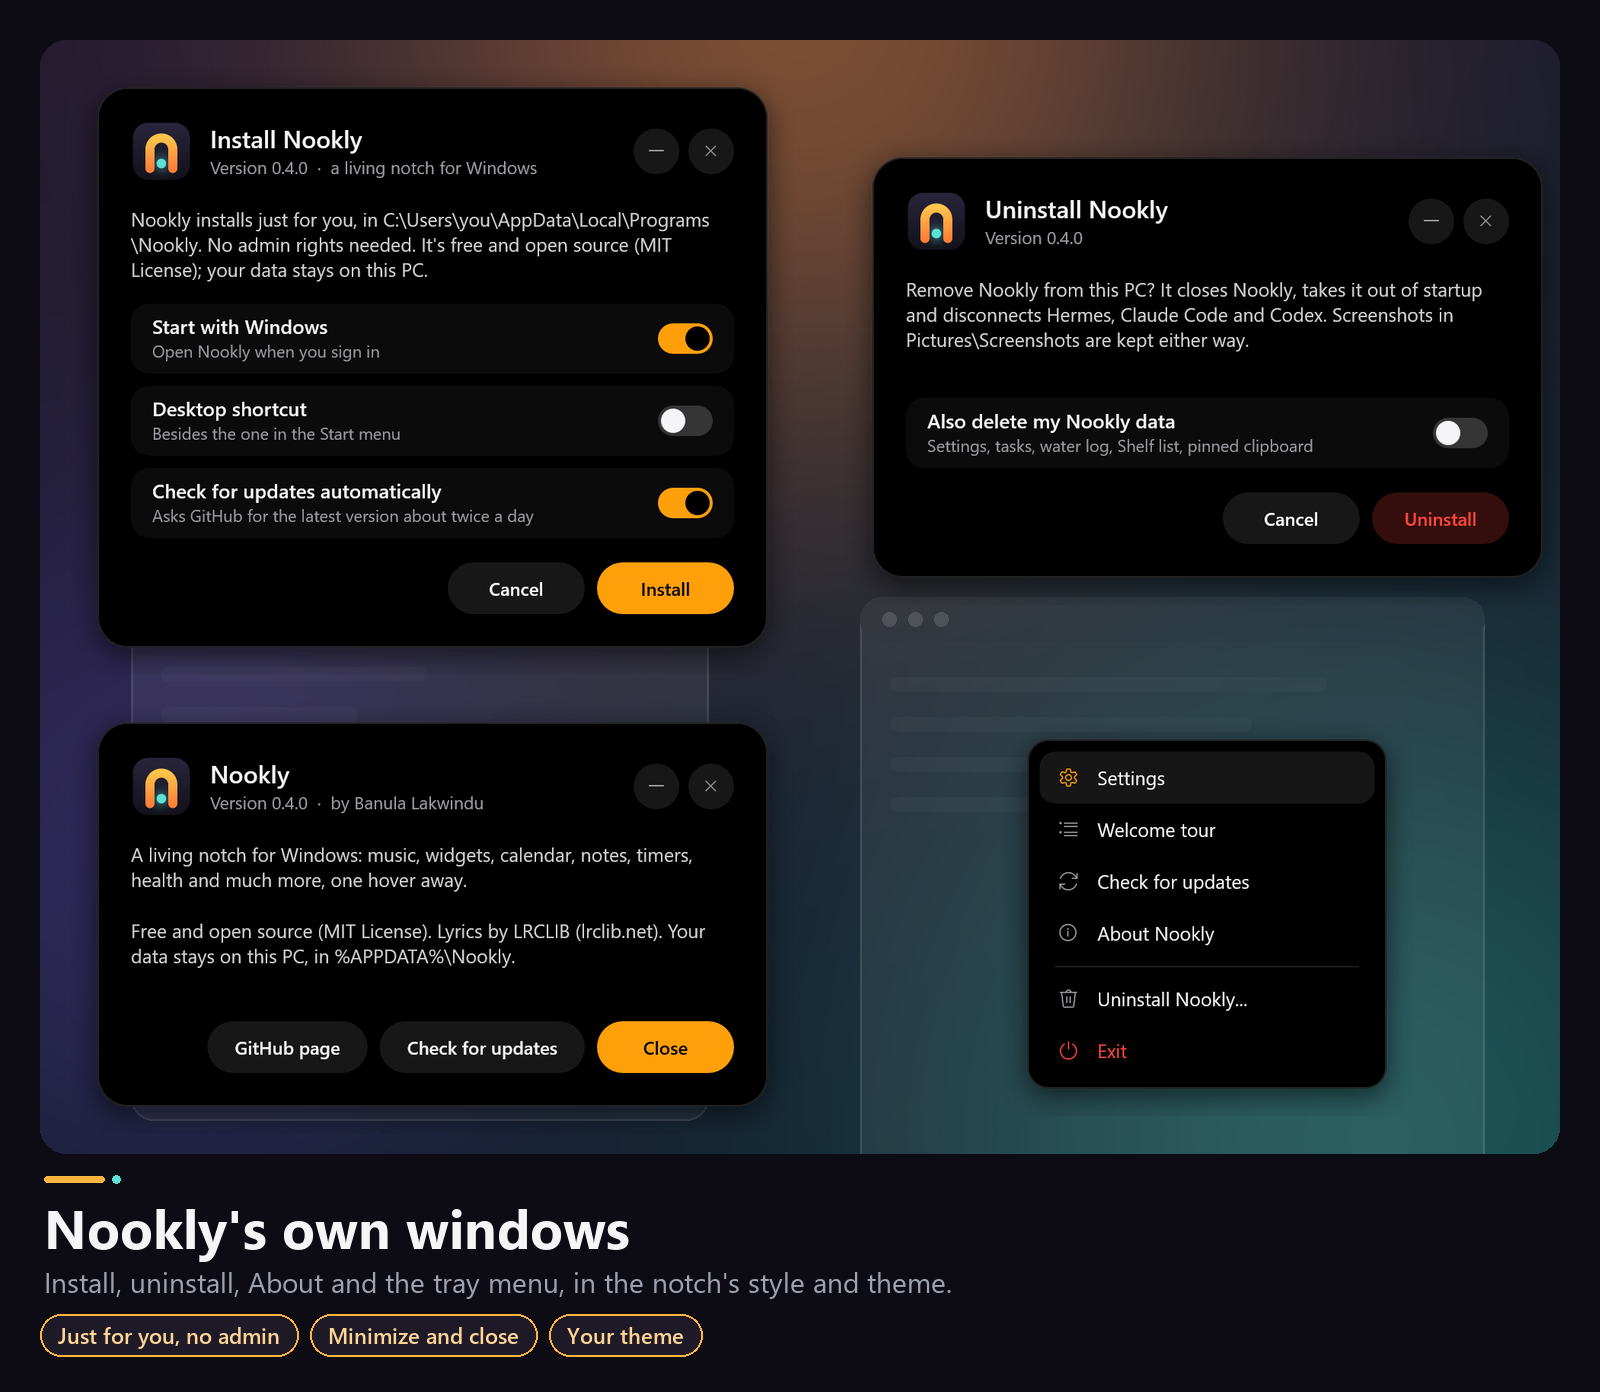 Install Nookly
Version 0.4.0 · a living notch for Windows
Nookly installs just for you, in C:\Users\you\AppData\Local\Programs
\Nookly. No admin rights needed. It's free and open source (MIT
License); your data stays on this PC.
Start with Windows
Open Nookly when you sign in
Desktop shortcut
Besides the one in the Start menu
Check for updates automatically
Asks GitHub for the latest version about twice a day
Cancel
Install
Uninstall Nookly
Version 0.4.0
Remove Nookly from this PC? It closes Nookly, takes it out of startup
and disconnects Hermes, Claude Code and Codex. Screenshots in
Pictures\Screenshots are kept either way.
Also delete my Nookly data
Settings, tasks, water log, Shelf list, pinned clipboard
Cancel
Uninstall
Nookly
Version 0.4.0 · by Banula Lakwindu
A living notch for Windows: music, widgets, calendar, notes, timers,
health and much more, one hover away.
Free and open source (MIT License). Lyrics by LRCLIB (lrclib.net). Your
data stays on this PC, in %APPDATA%\Nookly.
GitHub page
Check for updates
Close
Settings
Welcome tour
Check for updates
About Nookly
Uninstall Nookly...
Exit
Nookly's own windows
Install, uninstall, About and the tray menu, in the notch's style and theme.
Just for you, no admin
Minimize and close
Your theme